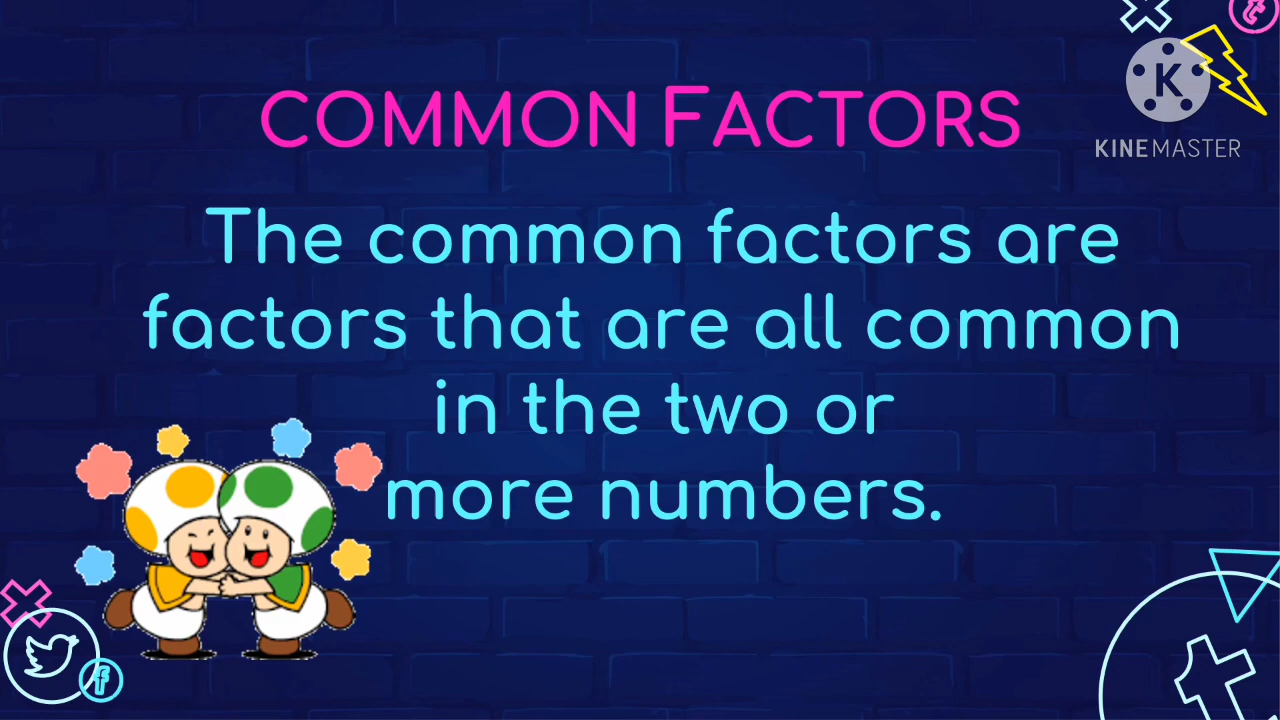 COMMON FACTORS
K
KINEMASTER
The common factors are
factors that are all common
in the two or
more numbers.